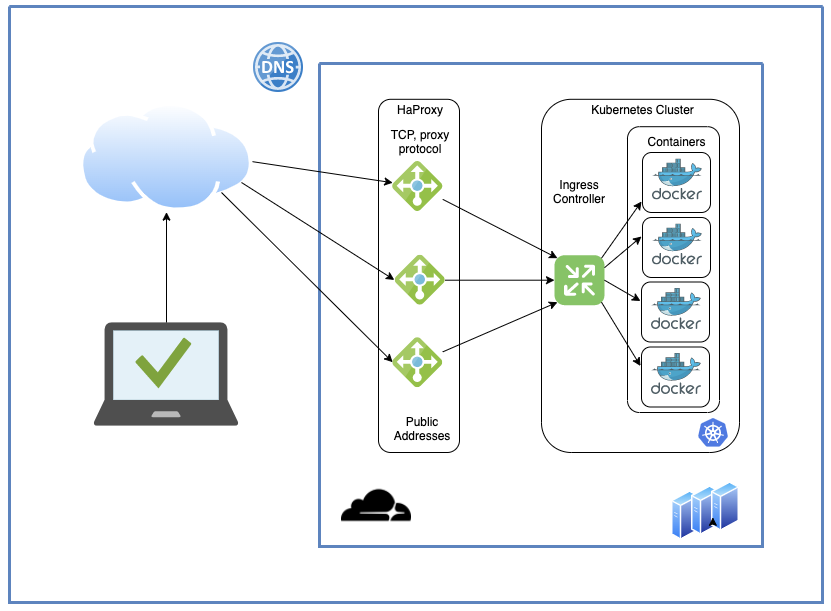 DNS
HaProxy
TCP, proxy
protocol
Public
Addresses
Kubernetes Cluster
Ingress
Controller
Containers
docker
docker
docker
docker